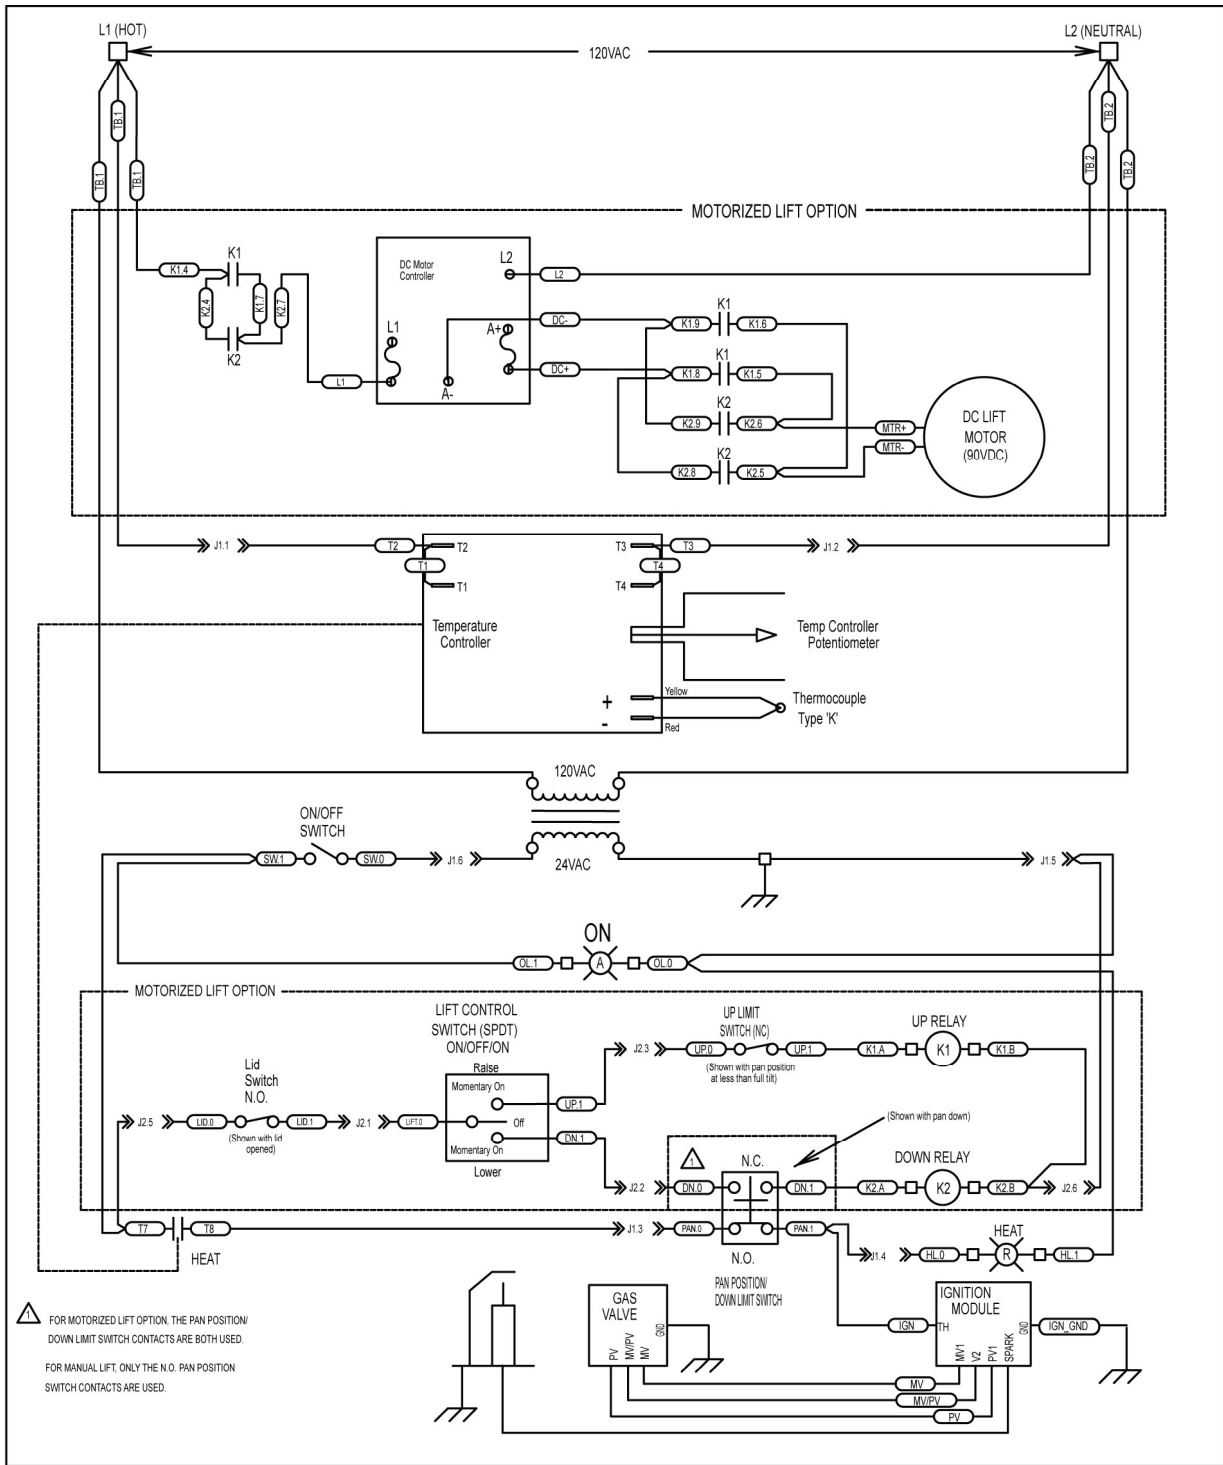 L1 (HOT)
L2 (NEUTRAL)
120VAC
TB.1
TB.1
TB.1
TB.2
TB.2
TB.2
MOTORIZED LIFT OPTION
DC Motor
Controller
L2
L2
K1
K1.4
K2.4
K1.7
K2.7
K2
L1
L1
A+
A-
DC-
DC+
K1
K1.9
K1.6
K1
K1.8
K1.5
K2
K2.9
K2.6
K2
K2.8
K2.5
MTR+
MTR-
DC LIFT
MOTOR
(90VDC)
J1.1
T2
T2
T1
T1
T3
T3
T4
T4
J1.2
Temperature
Controller
Temp Controller
Potentiometer
+
Yellow
-
Red
Thermocouple
Type 'K'
120VAC
24VAC
ON/OFF
SWITCH
SW.1
SW.0
J1.6
J1.5
ON
OL.1
A
OL.0
MOTORIZED LIFT OPTION
LIFT CONTROL
SWITCH (SPDT)
ON/OFF/ON
Raise
Momentary On
Off
Momentary On
Lower
Lid
Switch
N.O.
J2.5
LID.0
LID.1
(Shown with lid
opened)
J2.1
LIFT.0
UP.1
DN.1
J2.3
UP LIMIT
SWITCH (NC)
UP.0
UP.1
(Shown with pan position
at less than full tilt)
UP RELAY
K1.A
K1
K1.B
(Shown with pan down)
J2.2
1
DN.0
N.C.
DN.1
DOWN RELAY
K2.A
K2
K2.B
J2.6
T7
T8
HEAT
J1.3
PAN.0
PAN.1
N.O.
PAN POSITION/
DOWN LIMIT SWITCH
J1.4
HL.0
HEAT
R
HL.1
GAS
VALVE
PV
MV/PV
MV
GND
IGNITION
MODULE
IGN
TH
MV1
V2
PV1
SPARK
GND
IGN_GND
MV
MV/PV
PV
1
FOR MOTORIZED LIFT OPTION, THE PAN POSITION/
DOWN LIMIT SWITCH CONTACTS ARE BOTH USED.
FOR MANUAL LIFT, ONLY THE N.O. PAN POSITION
SWITCH CONTACTS ARE USED.